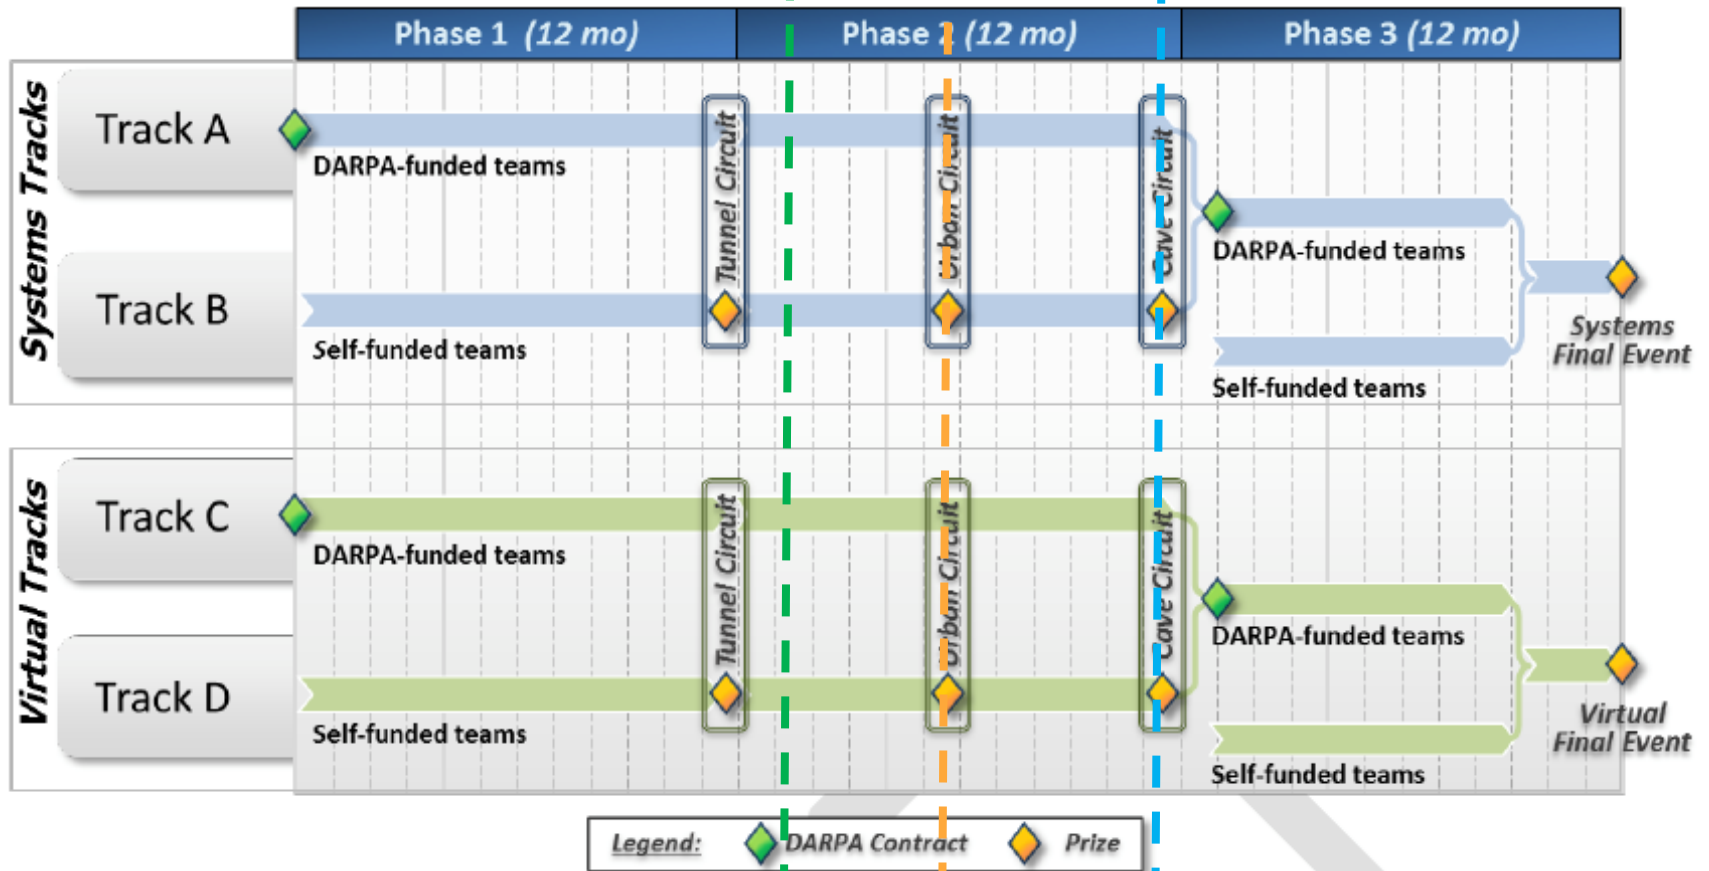 Phase 1 (12 mo)
Phase 2 (12 mo)
Phase 3 (12 mo)
Systems Tracks
Track A
DARPA-funded teams
Track B
Self-funded teams
Tunnel Circuit
Urban Circuit
Cave Circuit
DARPA-funded teams
Self-funded teams
Systems
Final Event
Virtual Tracks
Track C
DARPA-funded teams
Track D
Self-funded teams
Tunnel Circuit
Urban Circuit
Cave Circuit
DARPA-funded teams
Self-funded teams
Virtual
Final Event
Legend: DARPA Contract Prize